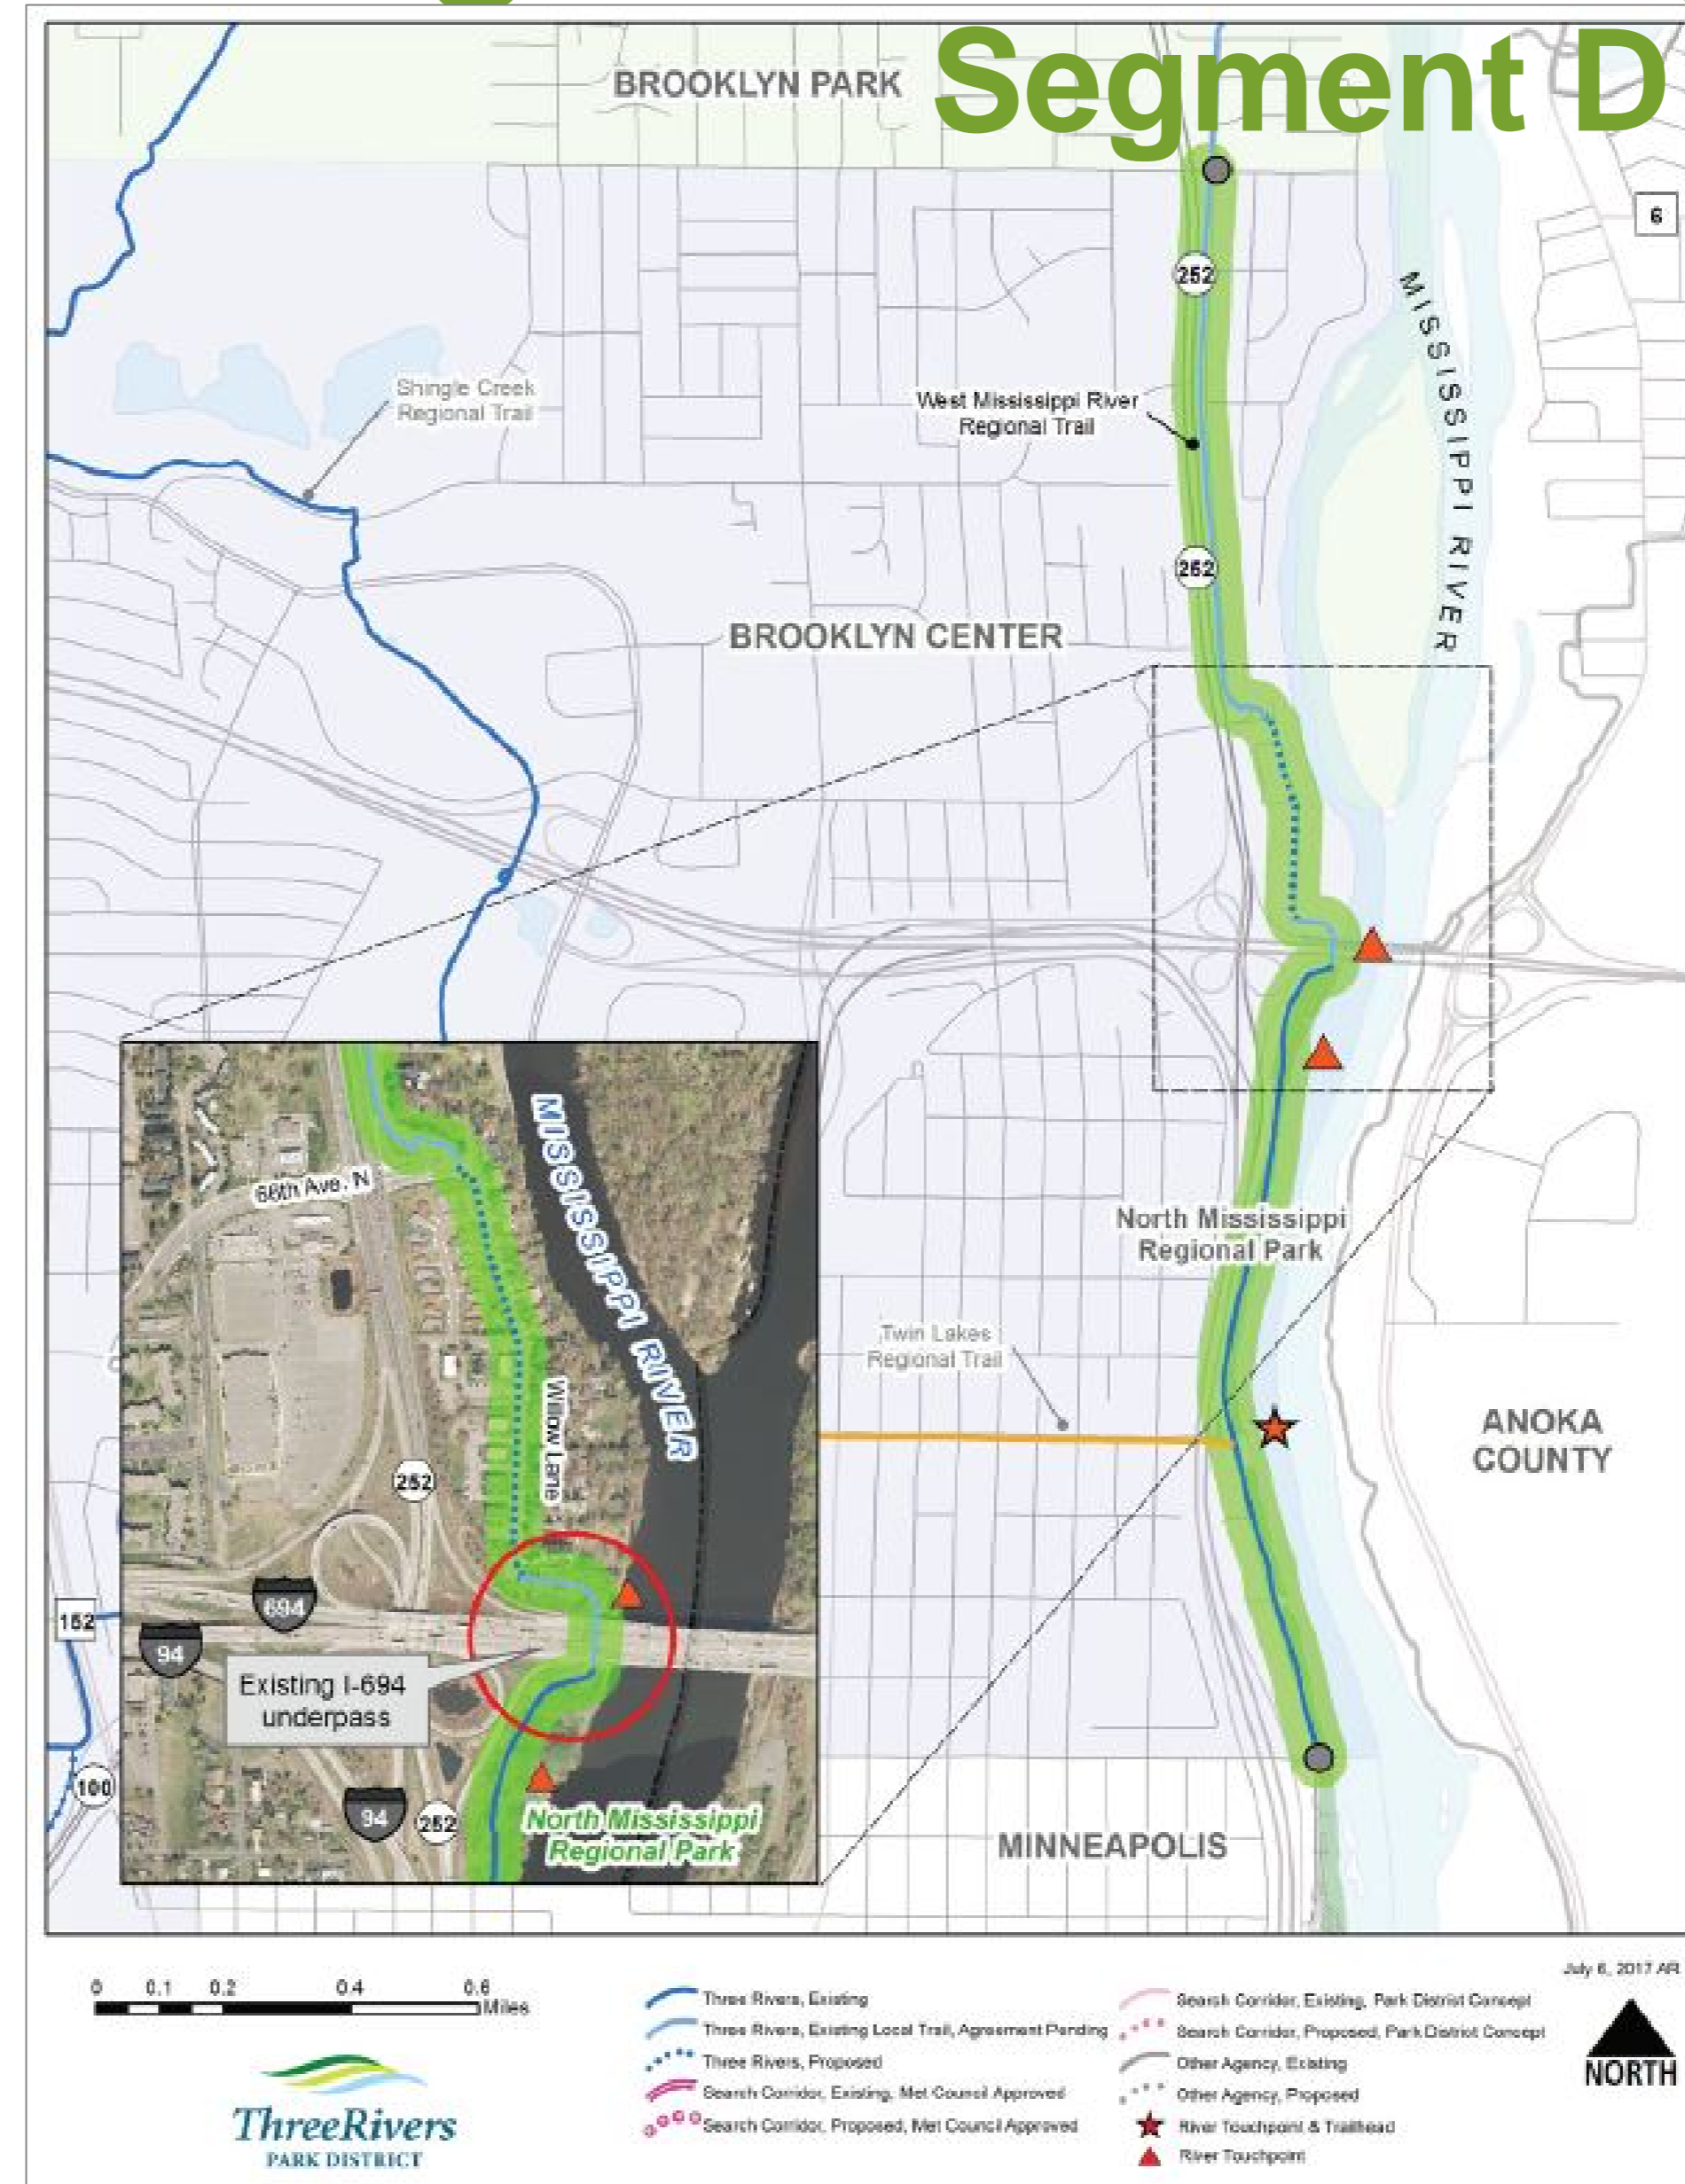 Segment D
BROOKLYN PARK
6
252
MISSISSIPPI RIVER
Shingle Creek
Regional Trail
West Mississippi River
Regional Trail
252
BROOKLYN CENTER
MISSISSIPPI RIVER
66th Ave. N
North Mississippi
Regional Park
Twin Lakes
Regional Trail
Willow Lane
ANOKA
COUNTY
252
694
152
94
Existing I-694
underpass
100
94
252
North Mississippi
Regional Park
MINNEAPOLIS
July 6, 2017 AR
0 0.1 0.2 0.4 0.6
Miles
Three Rivers, Existing
Three Rivers, Existing Local Trail, Agreement Pending
Three Rivers, Proposed
Search Corridor, Existing, Met Council Approved
Search Corridor, Proposed, Met Council Approved
Search Corridor, Existing, Park District Concept
Search Corridor, Proposed, Park District Concept
Other Agency, Existing
Other Agency, Proposed
River Touchpoint & Trailhead
River Touchpoint
NORTH
ThreeRivers
PARK DISTRICT